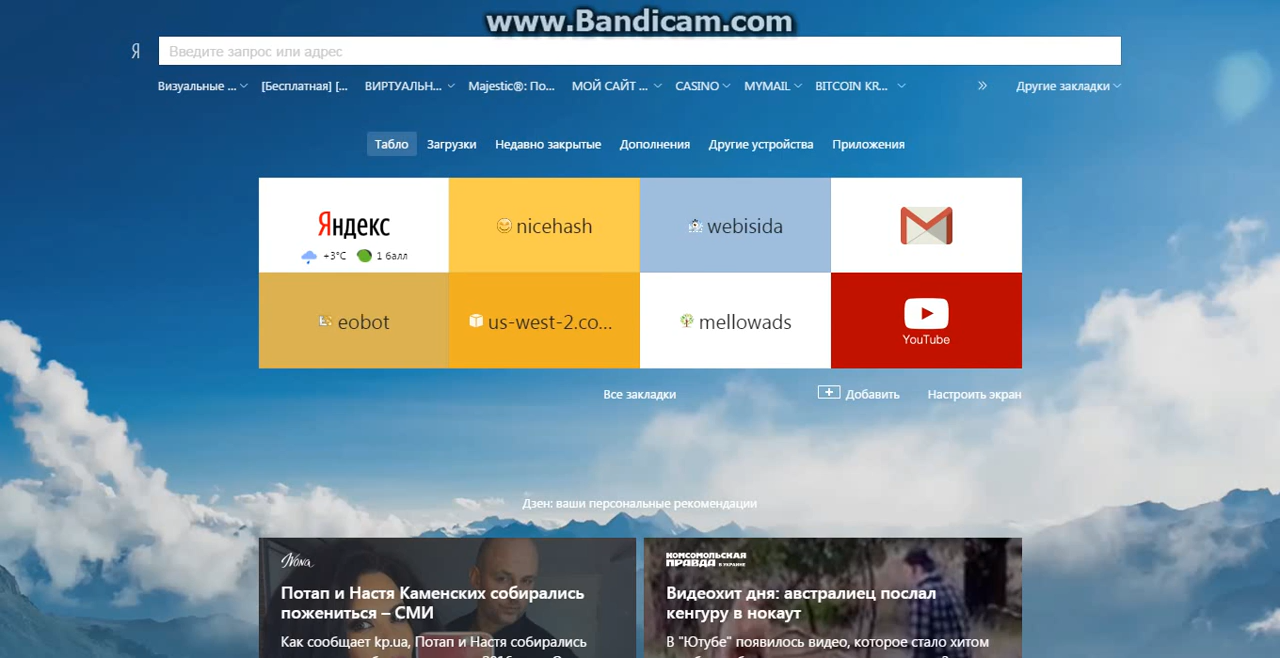 www.Bandicam.com
Я
Введите запрос или адрес
Визуальные ... [Бесплатная] [... ВИРТУАЛЬН... Majestic®: По... МОЙ САЙТ ... CASINO MYMAIL BITCOIN KR... » Другие закладки
Табло Загрузки Недавно закрытые Дополнения Другие устройства Приложения
Яндекс
+3°C 1 балл
nicehash
webisida
eobot
us-west-2.co...
mellowads
YouTube
Все закладки Добавить Настроить экран
Дзен: ваши персональные рекомендации
Nona
Потап и Настя Каменских собирались
пожениться – СМИ
Как сообщает kp.ua, Потап и Настя собирались
КОМСОМОЛЬСКАЯ
ПРАВДА В УКРАИНЕ
Видеохит дня: австралиец послал
кенгуру в нокаут
В "Ютубе" появилось видео, которое стало хитом